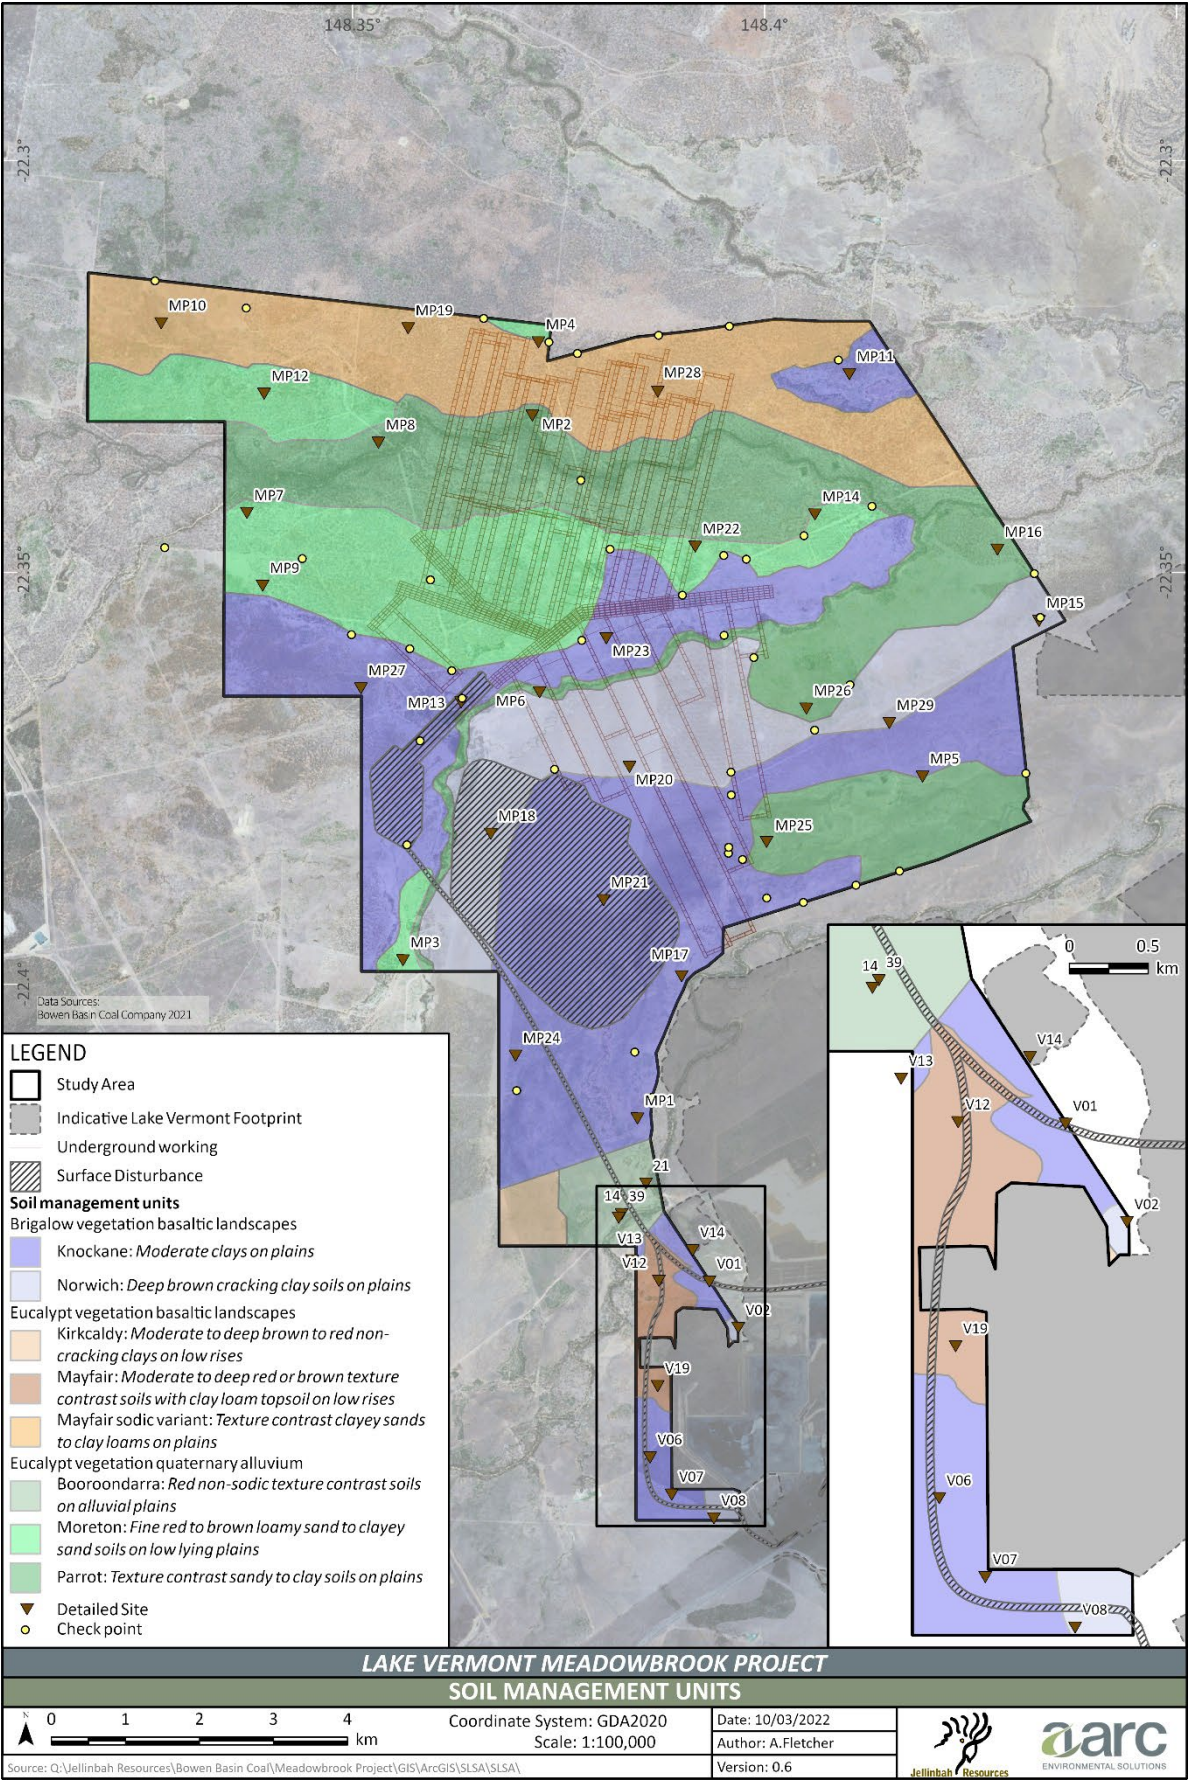 148.35°
148.4°
-22.3°
-22.3°
MP10
MP19
MP4
MP11
MP28
MP12
MP2
MP8
MP7
MP14
MP22
MP16
-22.35°
-22.35°
MP9
MP15
MP23
MP27
MP13
MP6
MP26
MP29
MP20
MP5
MP18
MP25
MP21
MP3
MP17
-22.4°
Data Sources:
Bowen Basin Coal Company 2021
MP24
MP1
21
14
39
V13
V14
V12
V01
V02
V19
V06
V07
V08
0 0.5
km
14
39
V14
V13
V12
V01
V02
V19
V06
V07
V08
LEGEND
Study Area
Indicative Lake Vermont Footprint
Underground working
Surface Disturbance
Soil management units
Brigalow vegetation basaltic landscapes
Knockane: Moderate clays on plains
Norwich: Deep brown cracking clay soils on plains
Eucalypt vegetation basaltic landscapes
Kirkcaldy: Moderate to deep brown to red non-
cracking clays on low rises
Mayfair: Moderate to deep red or brown texture
contrast soils with clay loam topsoil on low rises
Mayfair sodic variant: Texture contrast clayey sands
to clay loams on plains
Eucalypt vegetation quaternary alluvium
Booroondarra: Red non-sodic texture contrast soils
on alluvial plains
Moreton: Fine red to brown loamy sand to clayey
sand soils on low lying plains
Parrot: Texture contrast sandy to clay soils on plains
Detailed Site
Check point
LAKE VERMONT MEADOWBROOK PROJECT
SOIL MANAGEMENT UNITS
N
0 1 2 3 4
km
Coordinate System: GDA2020
Scale: 1:100,000
Date: 10/03/2022
Author: A.Fletcher
Version: 0.6
Source: Q:\Jellinbah Resources\Bowen Basin Coal\Meadowbrook Project\GIS\ArcGIS\SLSA\SLSA\
Jellinbah Resources
aarc
ENVIRONMENTAL SOLUTIONS